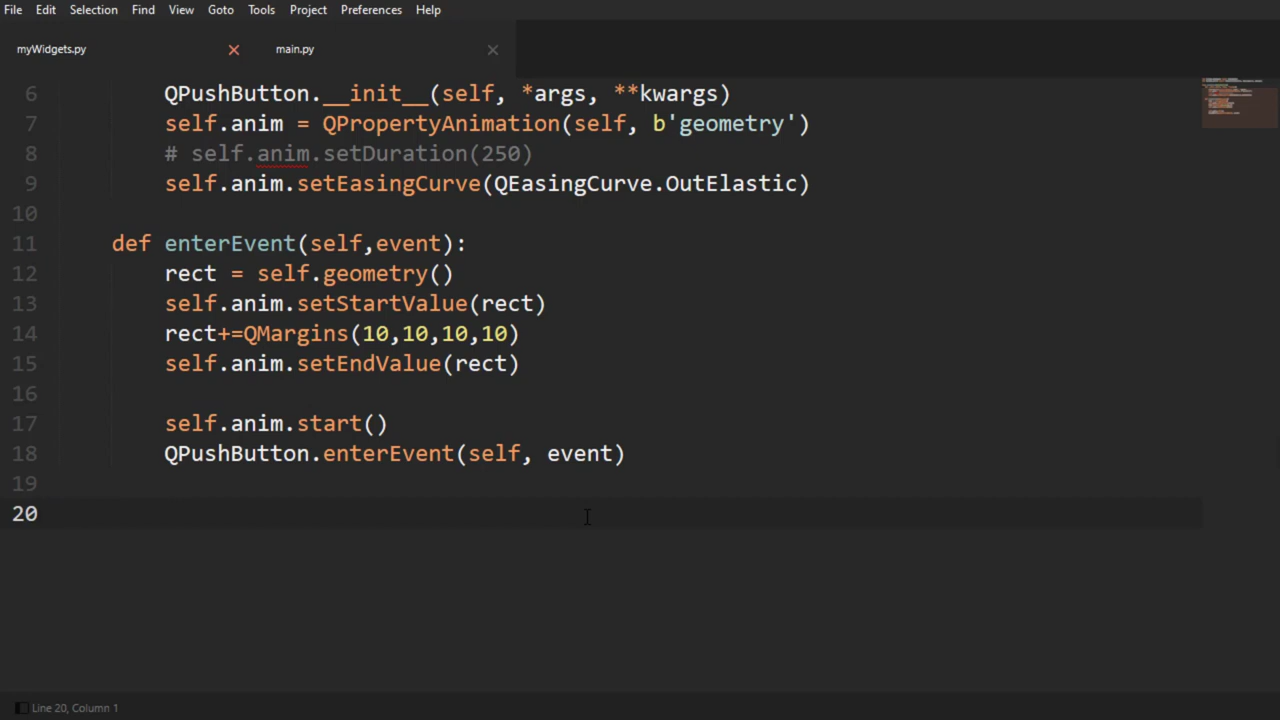 File Edit Selection Find View Goto Tools Project Preferences Help
myWidgets.py main.py
6 QPushButton.__init__(self, *args, **kwargs)
7 self.anim = QPropertyAnimation(self, b'geometry')
8 # self.anim.setDuration(250)
9 self.anim.setEasingCurve(QEasingCurve.OutElastic)
10
11 def enterEvent(self,event):
12 rect = self.geometry()
13 self.anim.setStartValue(rect)
14 rect+=QMargins(10,10,10,10)
15 self.anim.setEndValue(rect)
16
17 self.anim.start()
18 QPushButton.enterEvent(self, event)
19
20
Line 20, Column 1